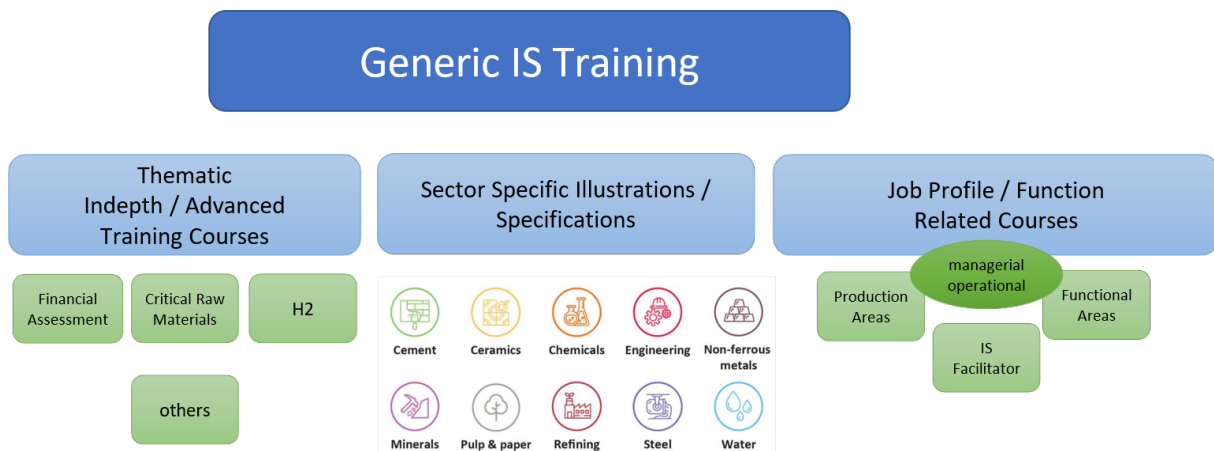 Generic IS Training
Thematic
Indepth / Advanced
Training Courses
Sector Specific Illustrations /
Specifications
Job Profile / Function
Related Courses
Financial
Assessment
Critical Raw
Materials
H2
others
Cement
Ceramics
Chemicals
Engineering
Non-ferrous
metals
Minerals
Pulp & paper
Refining
Steel
Water
managerial
operational
Production
Areas
Functional
Areas
IS
Facilitator